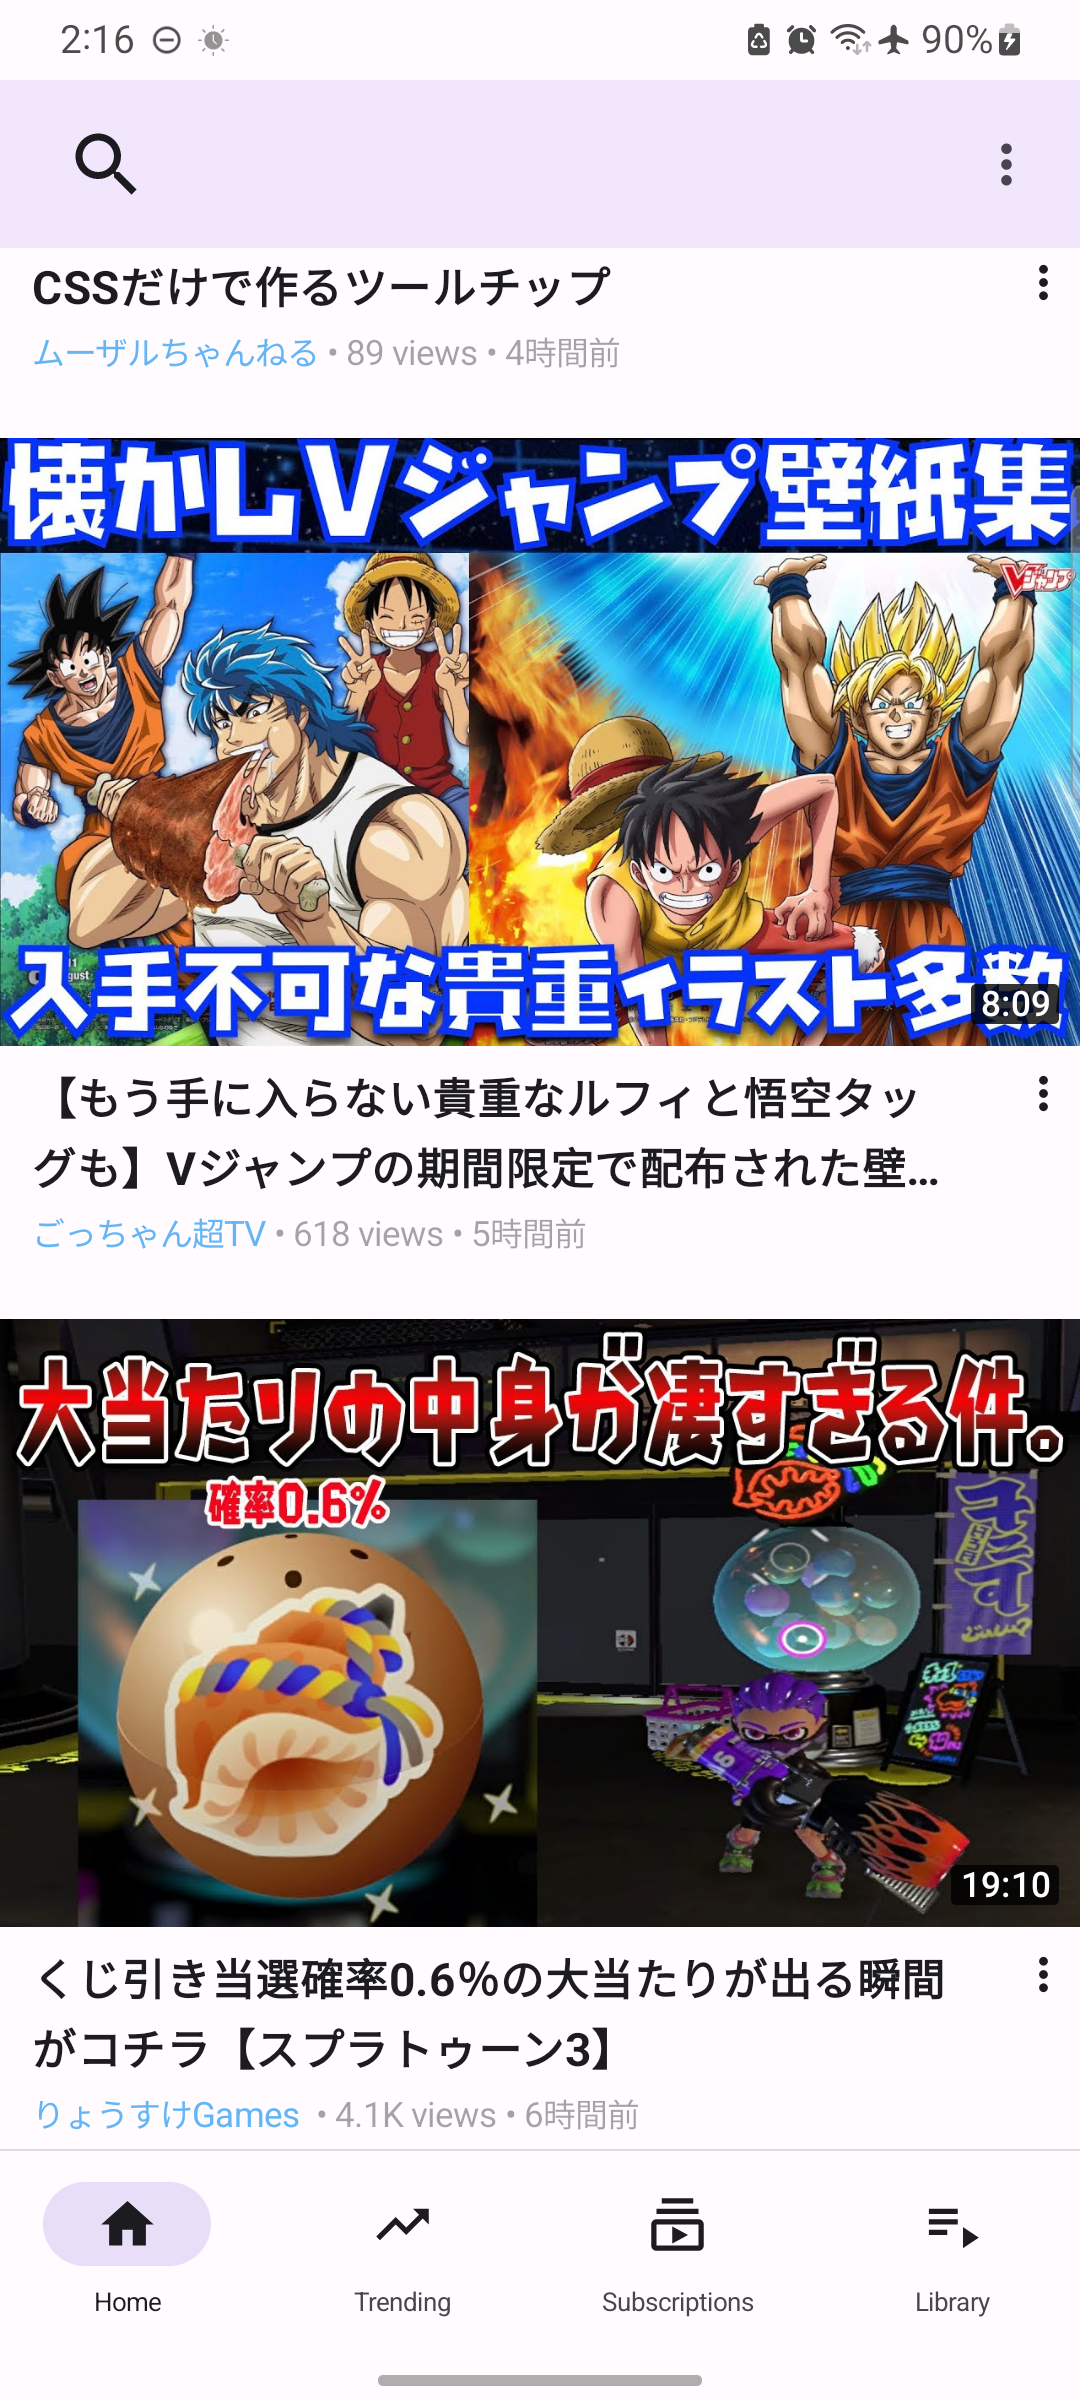 2:16
90%
CSSだけで作るツールチップ
ムーザルちゃんねる • 89 views • 4時間前
懐かしVジャンプ壁紙集
Vジャンプ
入手不可な貴重イラスト多数
8:09
【もう手に入らない貴重なルフィと悟空タッ
グも】Vジャンプの期間限定で配布された壁...
ごっちゃん超TV • 618 views • 5時間前
大当たりの中身が凄すぎる件。
確率0.6%
19:10
くじ引き当選確率0.6%の大当たりが出る瞬間
がコチラ【スプラトゥーン3】
りょうすけGames • 4.1K views • 6時間前
Home
Trending
Subscriptions
Library